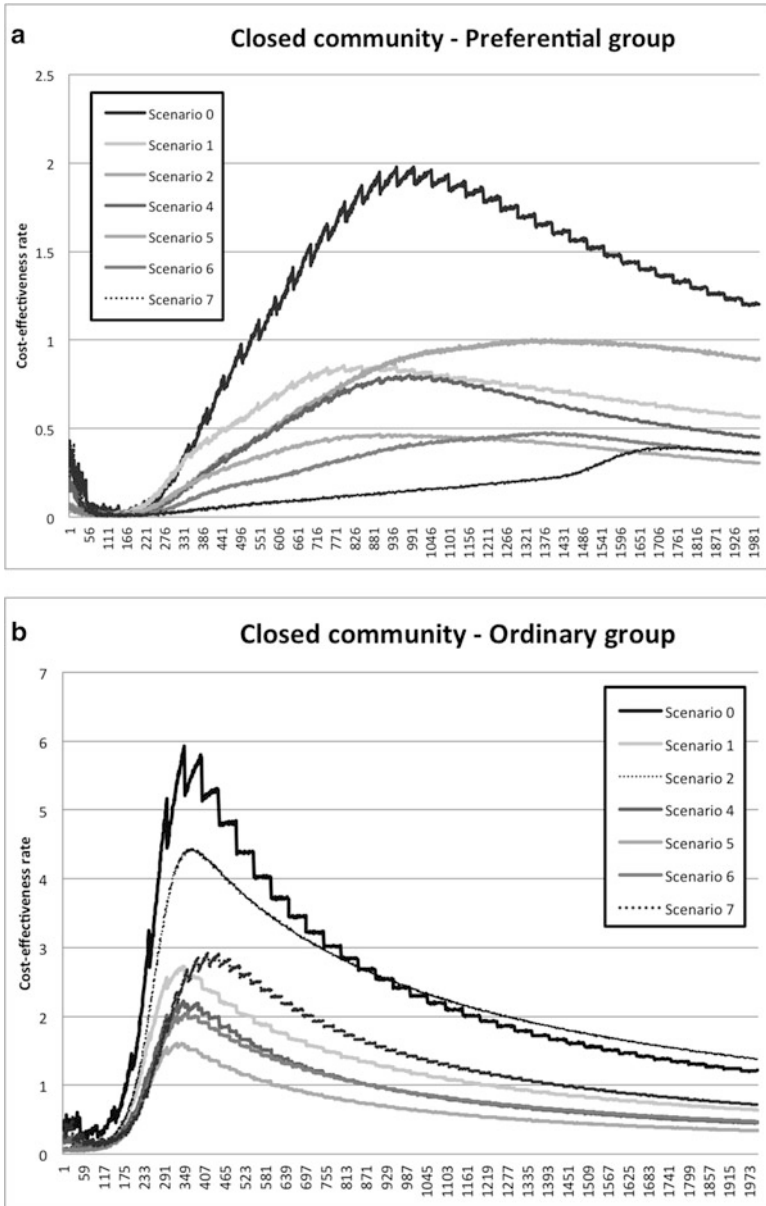 a
Closed community - Preferential group
2.5
2
1.5
1
0.5
0
Cost-effectiveness rate
Scenario 0
Scenario 1
Scenario 2
Scenario 4
Scenario 5
Scenario 6
Scenario 7
1 56 111 166 221 276 331 386 441 496 551 606 661 716 771 826 881 936 991 1046 1101 1156 1211 1266 1321 1376 1431 1486 1541 1596 1651 1706 1761 1816 1871 1926 1981
b
Closed community - Ordinary group
7
6
5
4
3
2
1
0
Cost-effectiveness rate
Scenario 0
Scenario 1
Scenario 2
Scenario 4
Scenario 5
Scenario 6
Scenario 7
1 59 117 175 233 291 349 407 465 523 581 639 697 755 813 871 929 987 1045 1103 1161 1219 1277 1335 1393 1451 1509 1567 1625 1683 1741 1799 1857 1915 1973